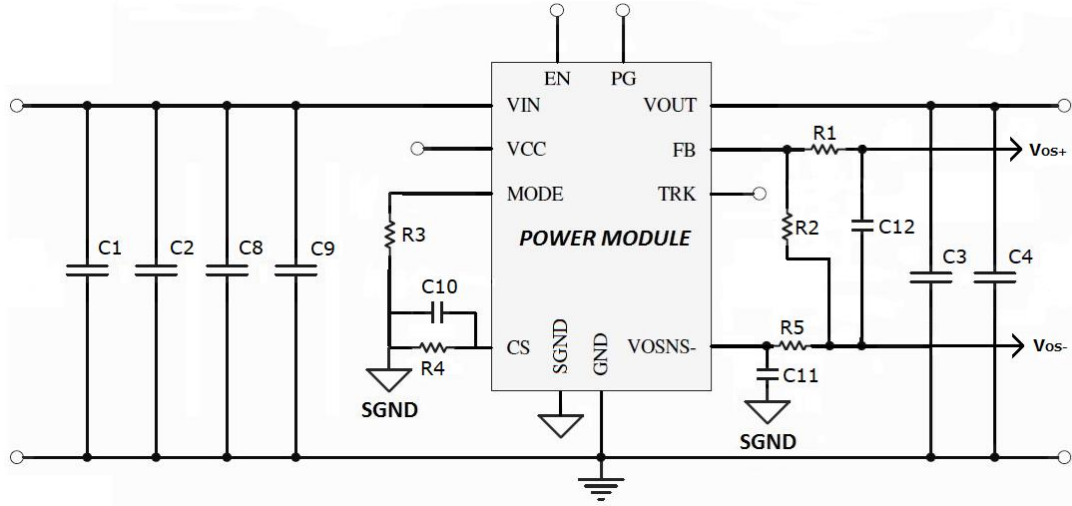 EN
PG
VIN
VOUT
VCC
FB
R1
Vos+
MODE
TRK
R3
POWER MODULE
R2
C12
C1
C2
C8
C9
C3
C4
C10
CS
SGND
GND
VOSNS-
R5
Vos-
R4
C11
SGND
SGND